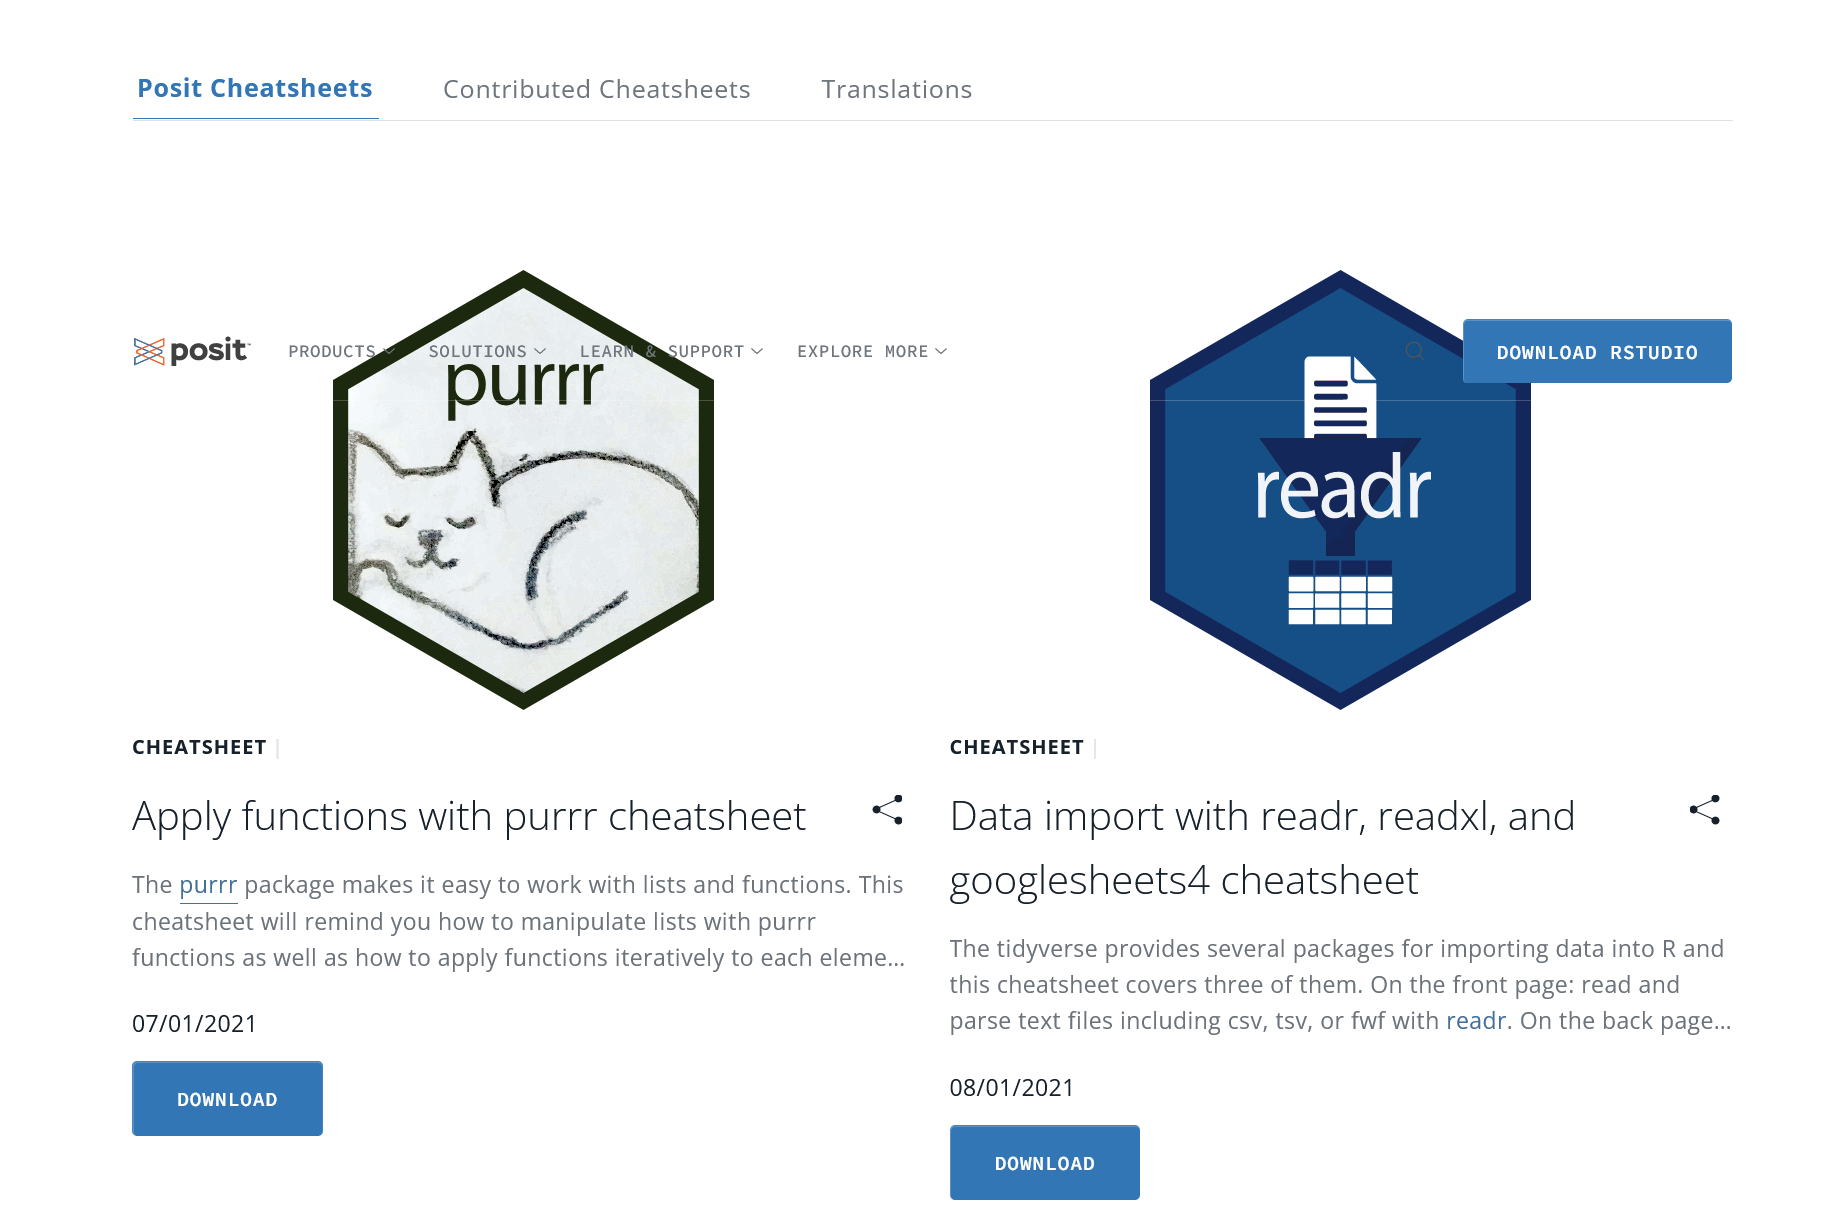 Posit Cheatsheets Contributed Cheatsheets Translations
posit PRODUCTS SOLUTIONS LEARN & SUPPORT EXPLORE MORE DOWNLOAD RSTUDIO
purrr
readr
CHEATSHEET |
Apply functions with purrr cheatsheet
The purrr package makes it easy to work with lists and functions. This
cheatsheet will remind you how to manipulate lists with purrr
functions as well as how to apply functions iteratively to each eleme...
07/01/2021
DOWNLOAD
CHEATSHEET |
Data import with readr, readxl, and
googlesheets4 cheatsheet
The tidyverse provides several packages for importing data into R and
this cheatsheet covers three of them. On the front page: read and
parse text files including csv, tsv, or fwf with readr. On the back page...
08/01/2021
DOWNLOAD